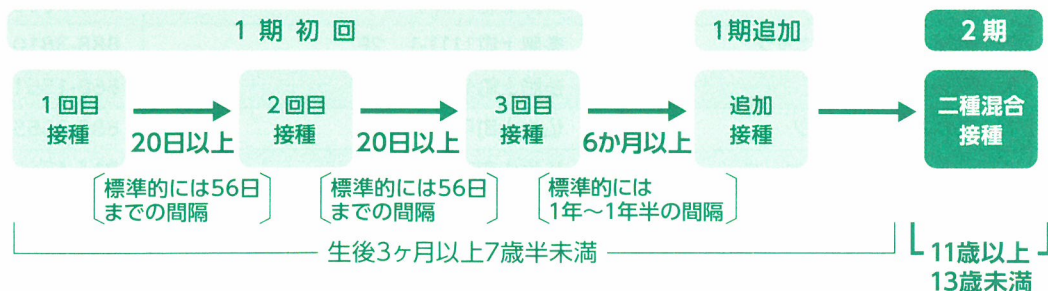 1期初回
1期追加
2期
1回目
接種
20日以上
2回目
接種
20日以上
3回目
接種
6か月以上
追加
接種
二種混合
接種
標準的には56日
までの間隔
標準的には56日
までの間隔
標準的には
1年~1年半の間隔
生後3ヶ月以上7歳半未満
11歳以上
13歳未満